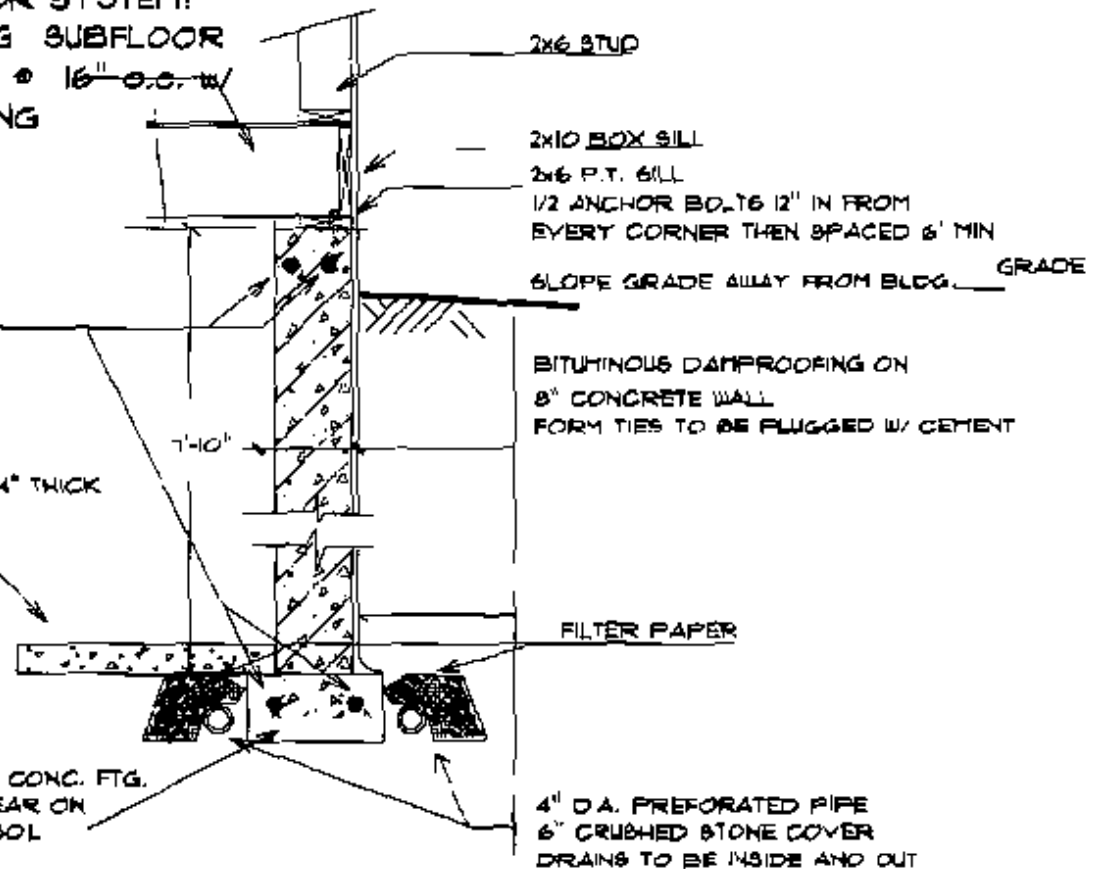 OR SYSTEM:
G SUBFLOOR
@ 16" o.c. w/
NG
2x6 STUD
2x10 BOX SILL
2x6 P.T. SILL
1/2 ANCHOR BOLTS 12" IN FROM
EVERY CORNER THEN SPACED 6' MIN
SLOPE GRADE AWAY FROM BLDG.
GRADE
BITUMINOUS DAMPROOFING ON
8" CONCRETE WALL
FORM TIES TO BE PLUGGED W/ CEMENT
7'-10"
4" THICK
FILTER PAPER
CONC. FTG.
EAR ON
4" DIA. PREFORATED PIPE
6" CRUSHED STONE COVER
DRAINS TO BE INSIDE AND OUT